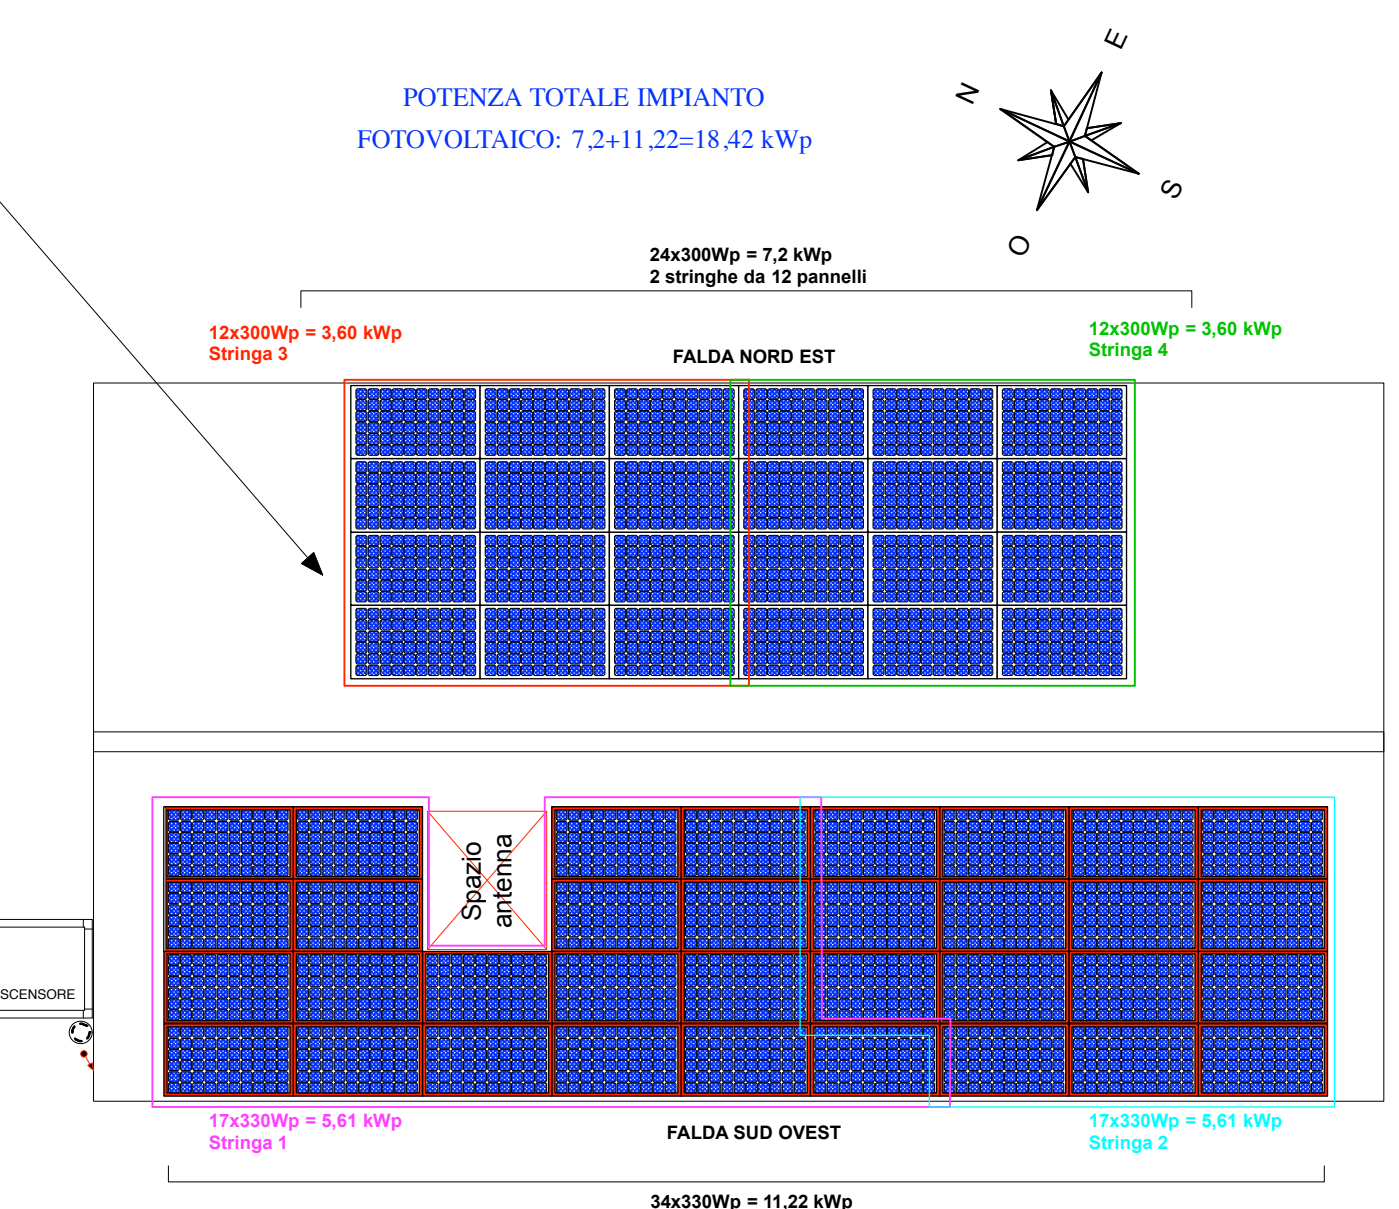 E
N
POTENZA TOTALE IMPIANTO
FOTOVOLTAICO: 7,2+11,22=18,42 kWp
S
O
24x300Wp = 7,2 kWp
2 stringhe da 12 pannelli
12x300Wp = 3,60 kWp
Stringa 3
12x300Wp = 3,60 kWp
Stringa 4
FALDA NORD EST
Spazio
antenna
SCENSORE
17x330Wp = 5,61 kWp
Stringa 1
FALDA SUD OVEST
17x330Wp = 5,61 kWp
Stringa 2
34x330Wp = 11,22 kWp